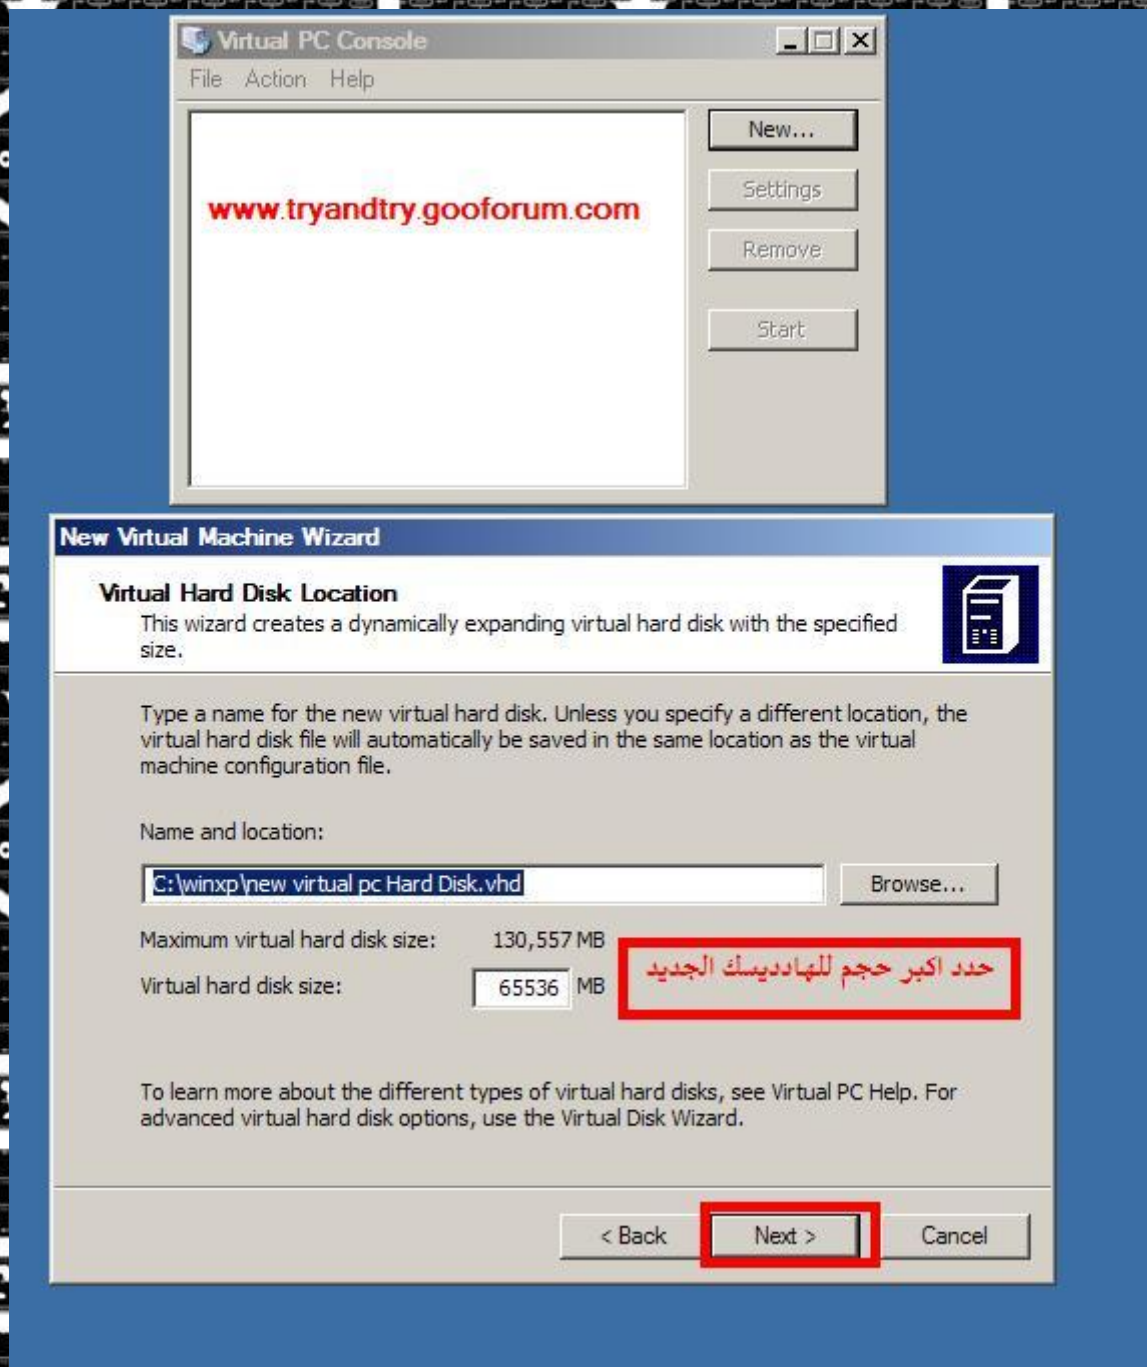 Virtual PC Console
File Action Help
New...
Settings
www.tryandtry.gooforum.com
Remove
Start
New Virtual Machine Wizard
Virtual Hard Disk Location
This wizard creates a dynamically expanding virtual hard disk with the specified
size.
Type a name for the new virtual hard disk. Unless you specify a different location, the
virtual hard disk file will automatically be saved in the same location as the virtual
machine configuration file.
Name and location:
C:\winxp\new virtual pc Hard Disk.vhd
Browse...
Maximum virtual hard disk size: 130,557 MB
حدد اكبر حجم للهادديسك الجديد
Virtual hard disk size: 65536 MB
To learn more about the different types of virtual hard disks, see Virtual PC Help. For
advanced virtual hard disk options, use the Virtual Disk Wizard.
< Back Next > Cancel